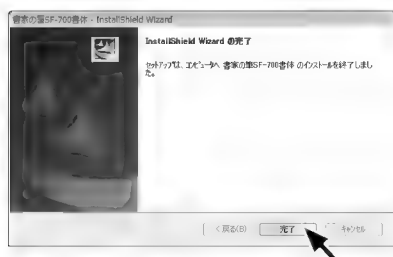 書家の筆SF-700書体 - InstallShield Wizard
InstallShield Wizard の完了
セットアップは、コンピュータへ 書家の筆SF-700書体 のインストールを終了しまし
た。
< 戻る(B)
完了
キャンセル